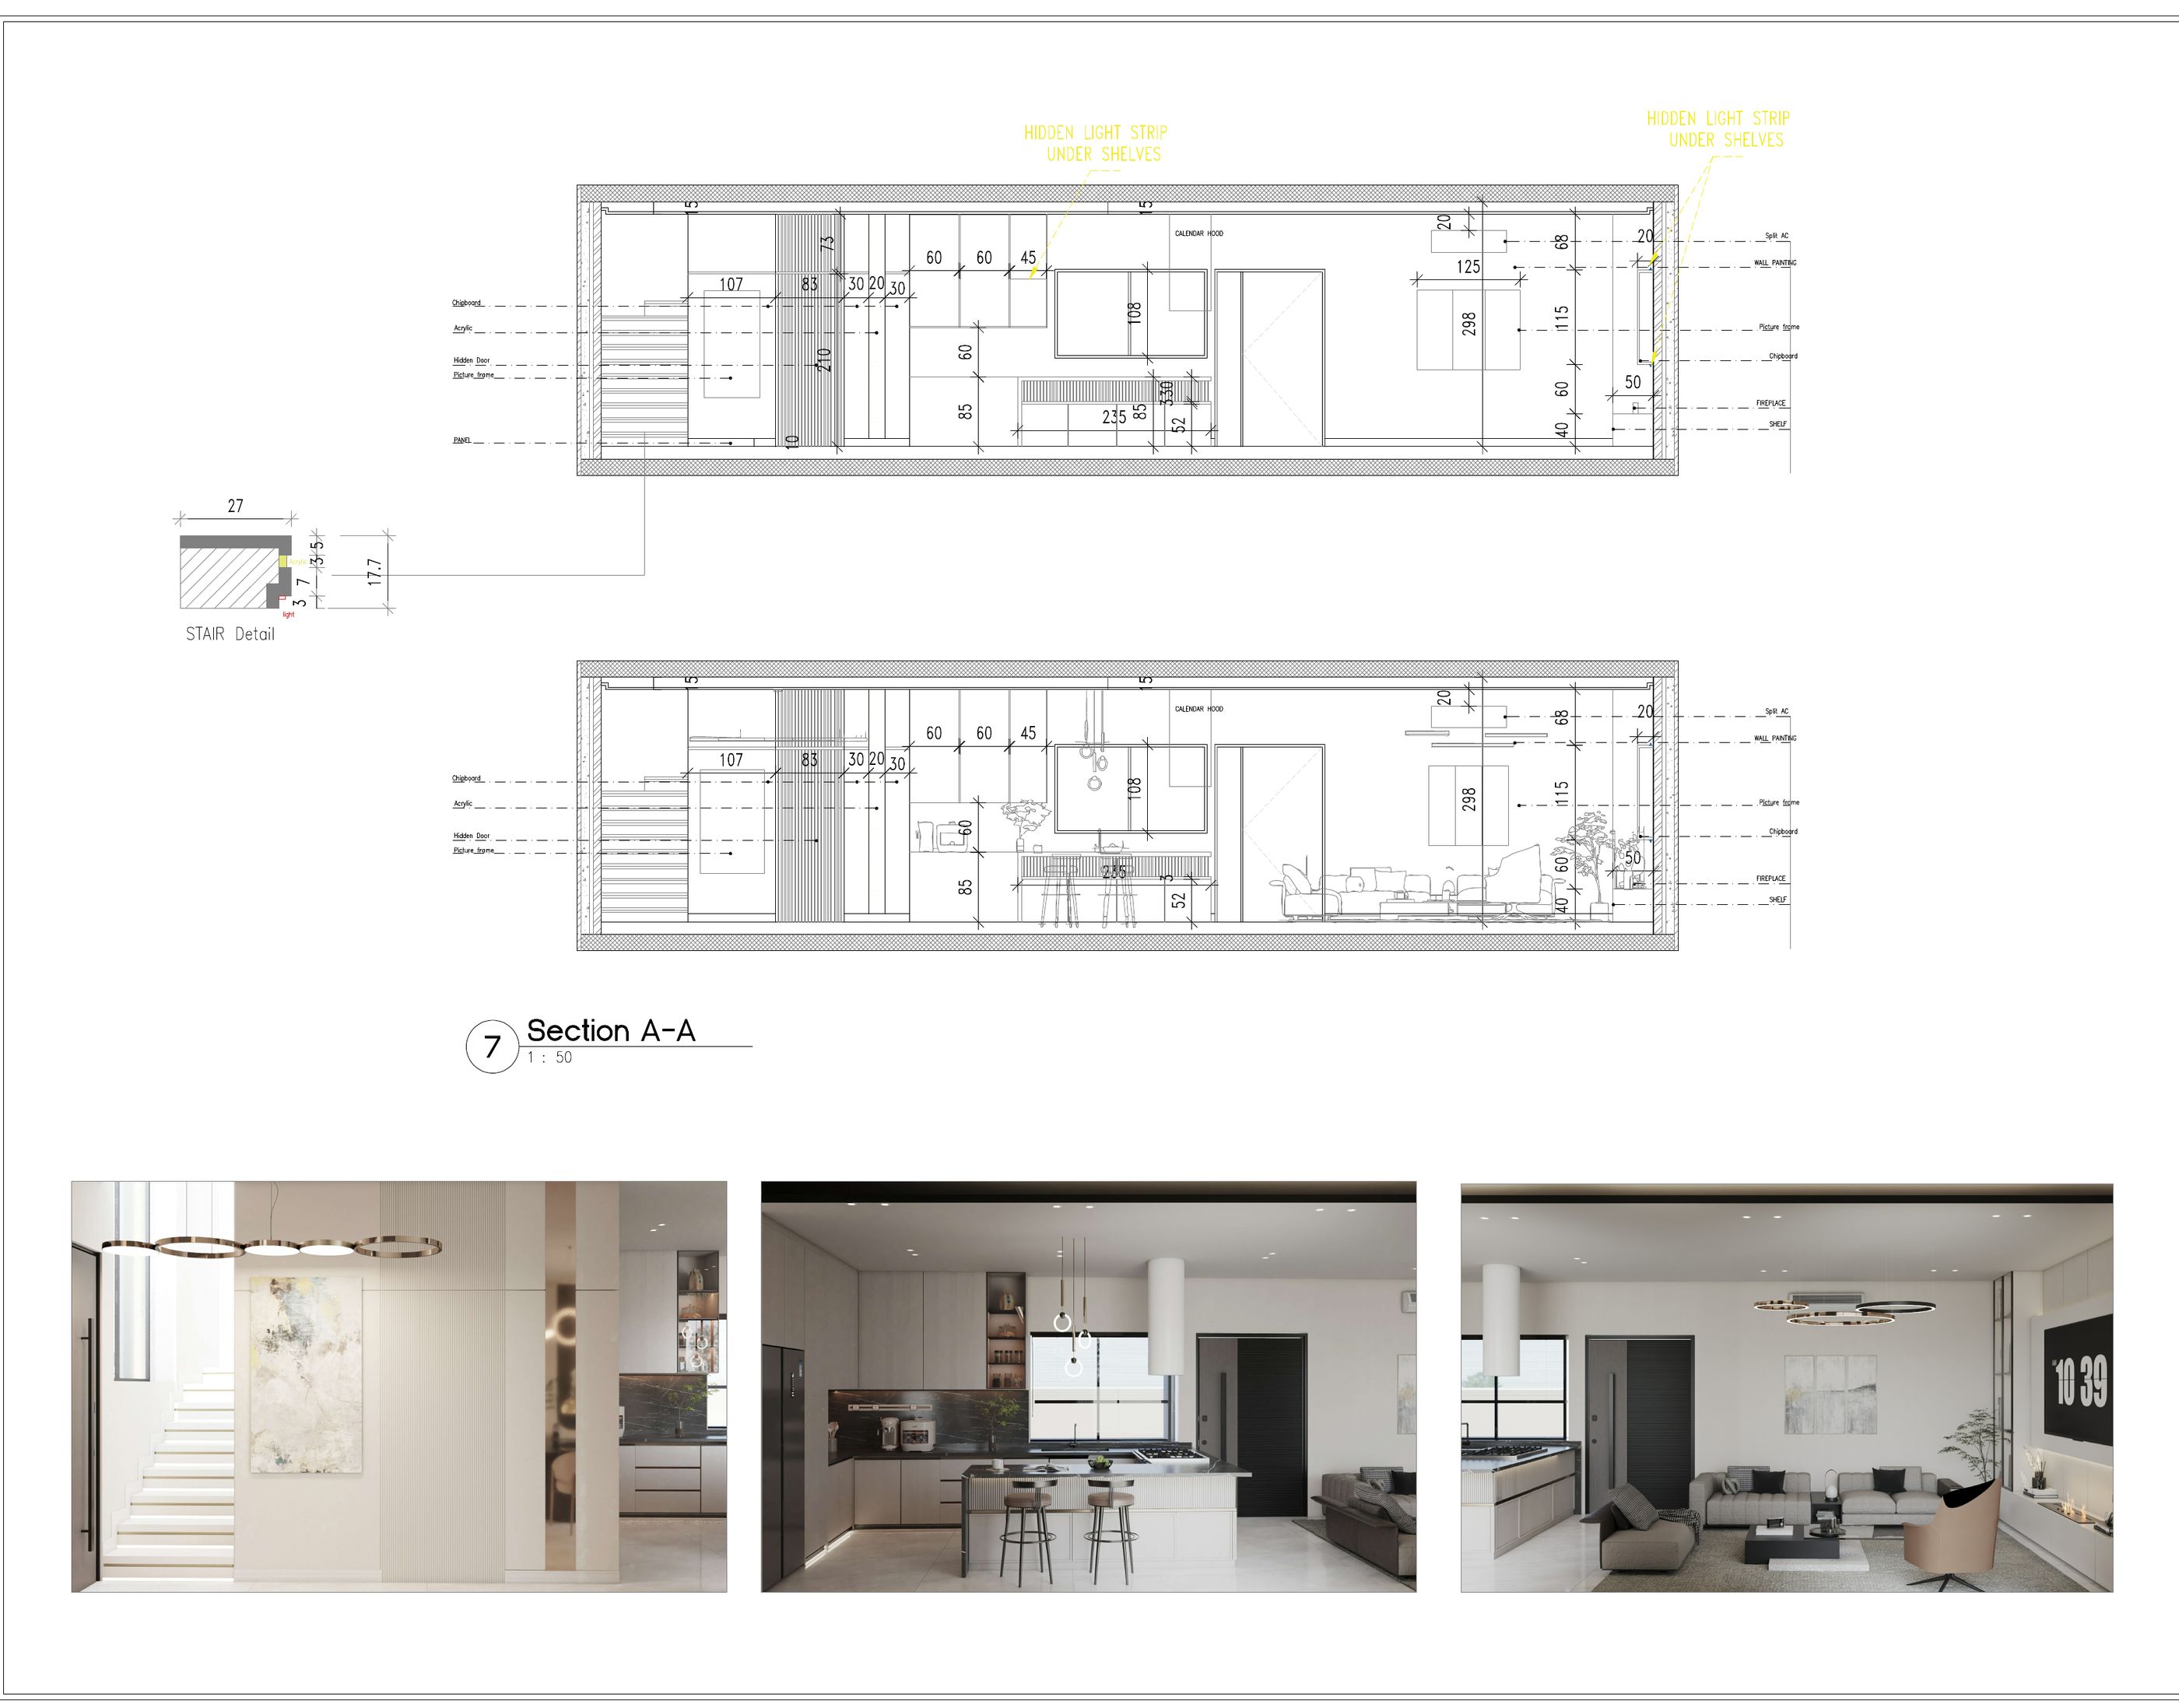 HIDDEN LIGHT STRIP
UNDER SHELVES
HIDDEN LIGHT STRIP
UNDER SHELVES
15
73
60
60
45
15
CALENDAR HOOD
20
68
20
Split AC
WALL PAINTING
125
107
83
30
20
30
Chipboard
Acrylic
Hidden Door
Picture frame
PANEL
210
10
60
85
108
235
85
30
3
52
298
115
60
40
50
Picture frame
Chipboard
FIREPLACE
SHELF
27
5
3
7
3
17.7
Acrylic
light
STAIR Detail
15
60
60
45
15
CALENDAR HOOD
20
68
20
Split AC
WALL PAINTING
107
83
30
20
30
Chipboard
Acrylic
Hidden Door
Picture frame
60
85
108
235
3
52
298
115
60
40
50
Picture frame
Chipboard
FIREPLACE
SHELF
7
Section A-A
1 : 50
10 39